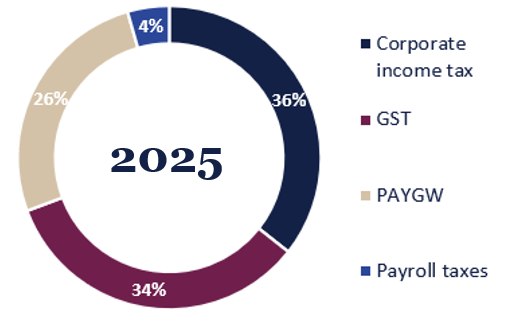 4%
26%
36%
2025
34%
Corporate
income tax
GST
PAYGW
Payroll taxes